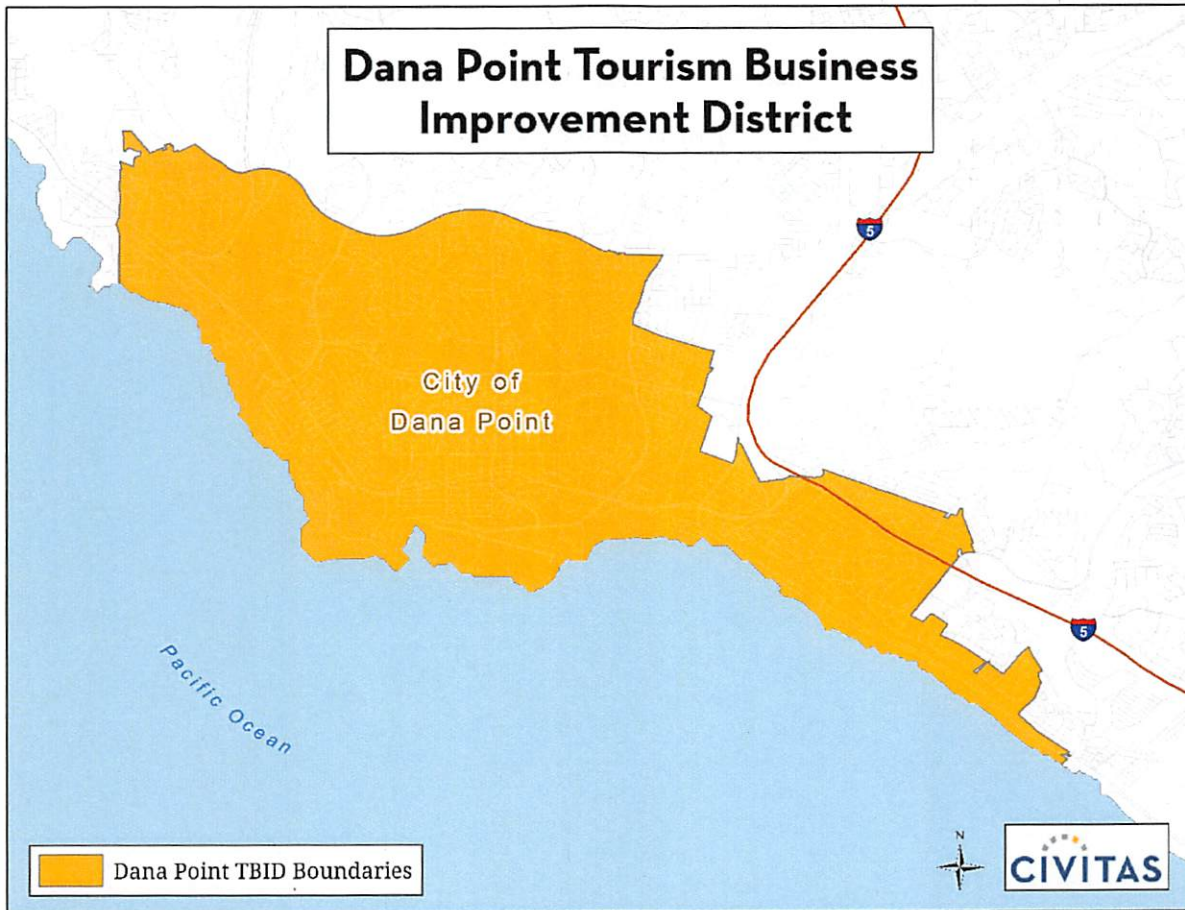 Dana Point Tourism Business
Improvement District
5
City of
Dana Point
5
Pacific Ocean
Dana Point TBID Boundaries
N
CIVITAS